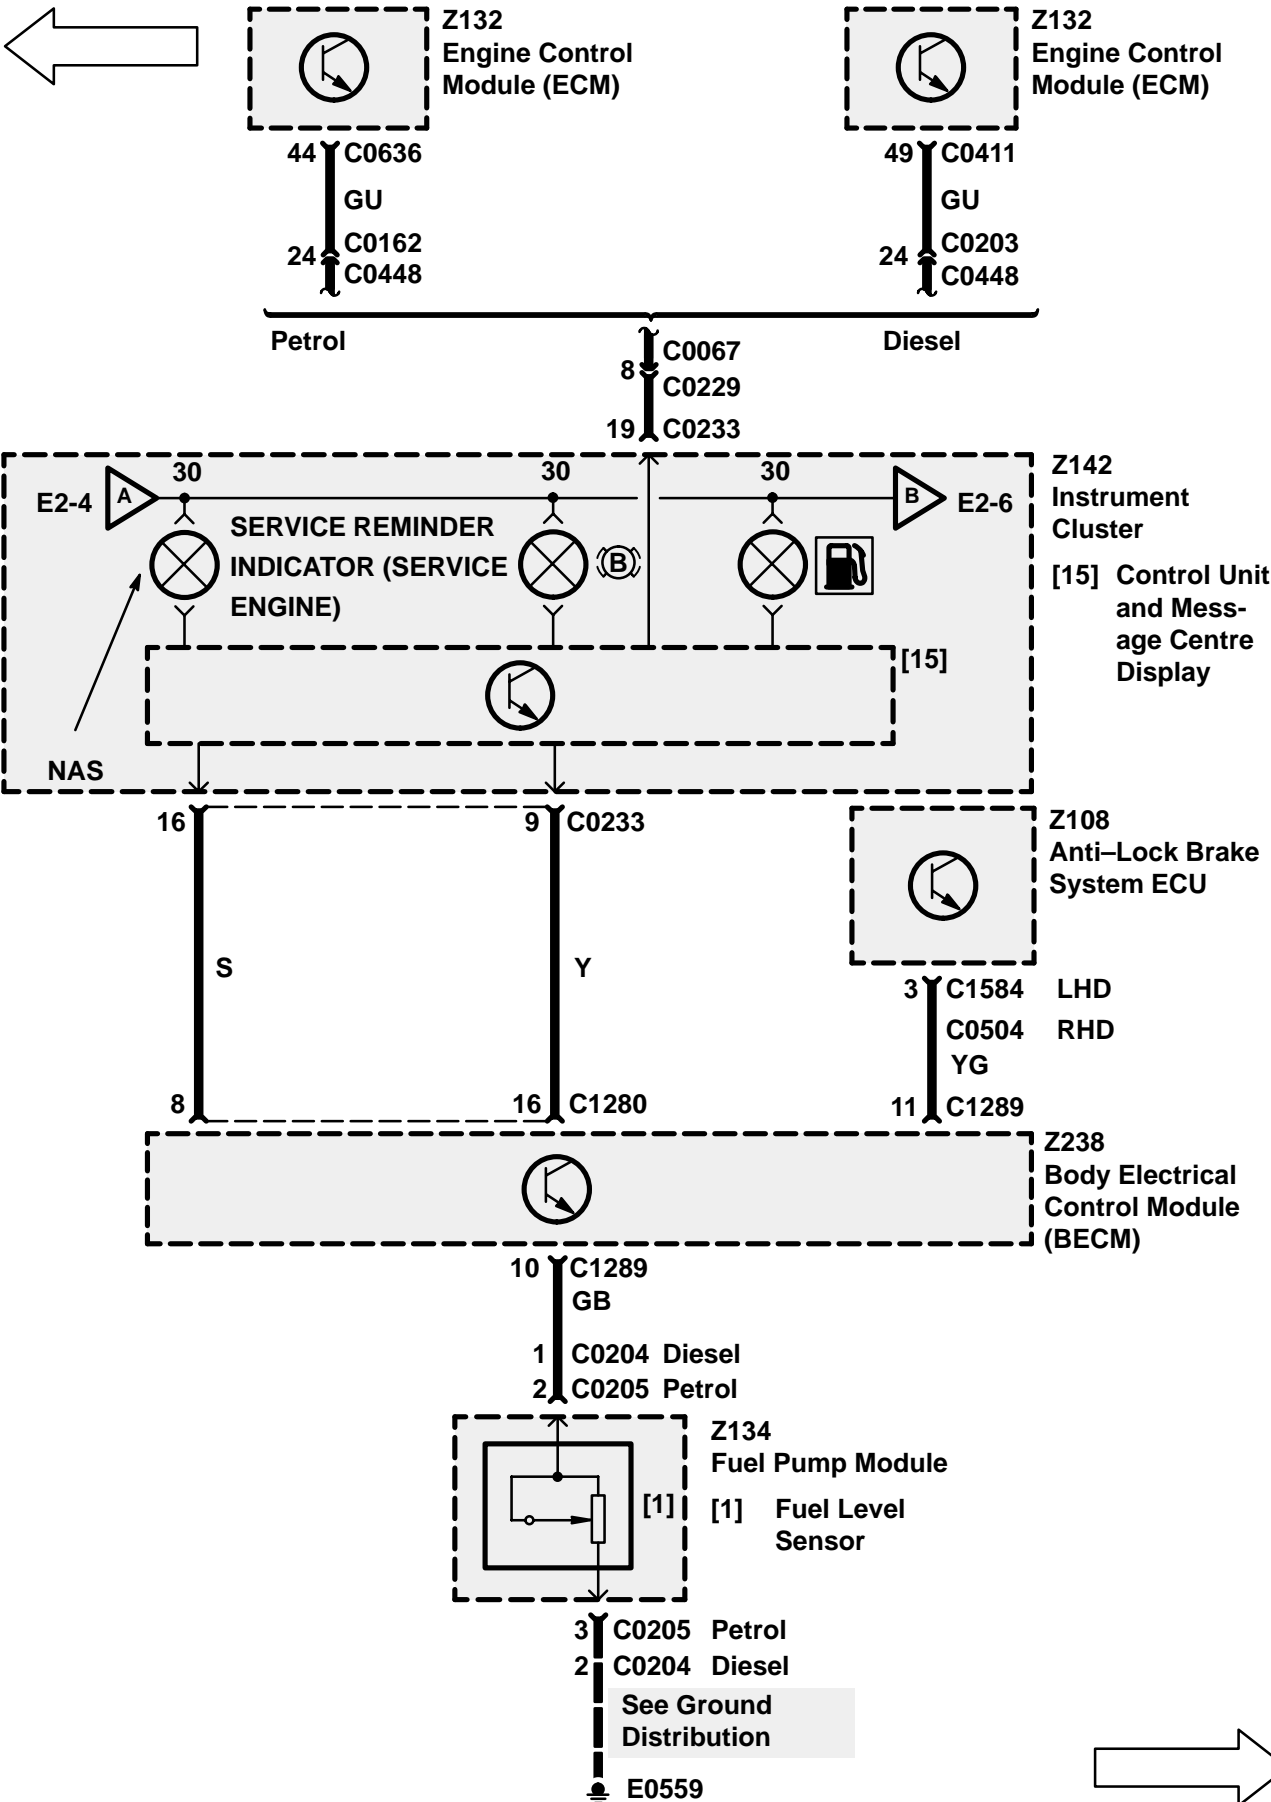 Z132
Engine Control
Module (ECM)
Z132
Engine Control
Module (ECM)
44 C0636
GU
24 C0162
C0448
49 C0411
GU
24 C0203
C0448
Petrol
Diesel
8 C0067
C0229
19 C0233
30
30
30
E2-4 A
B E2-6
SERVICE REMINDER
INDICATOR (SERVICE
ENGINE)
B
[15]
NAS
Z142
Instrument
Cluster
[15] Control Unit
and Mess-
age Centre
Display
16
9 C0233
S
Y
8
16 C1280
Z108
Anti–Lock Brake
System ECU
3 C1584 LHD
C0504 RHD
YG
11 C1289
Z238
Body Electrical
Control Module
(BECM)
10 C1289
GB
1 C0204 Diesel
2 C0205 Petrol
[1]
Z134
Fuel Pump Module
[1] Fuel Level
Sensor
3 C0205 Petrol
2 C0204 Diesel
See Ground
Distribution
E0559